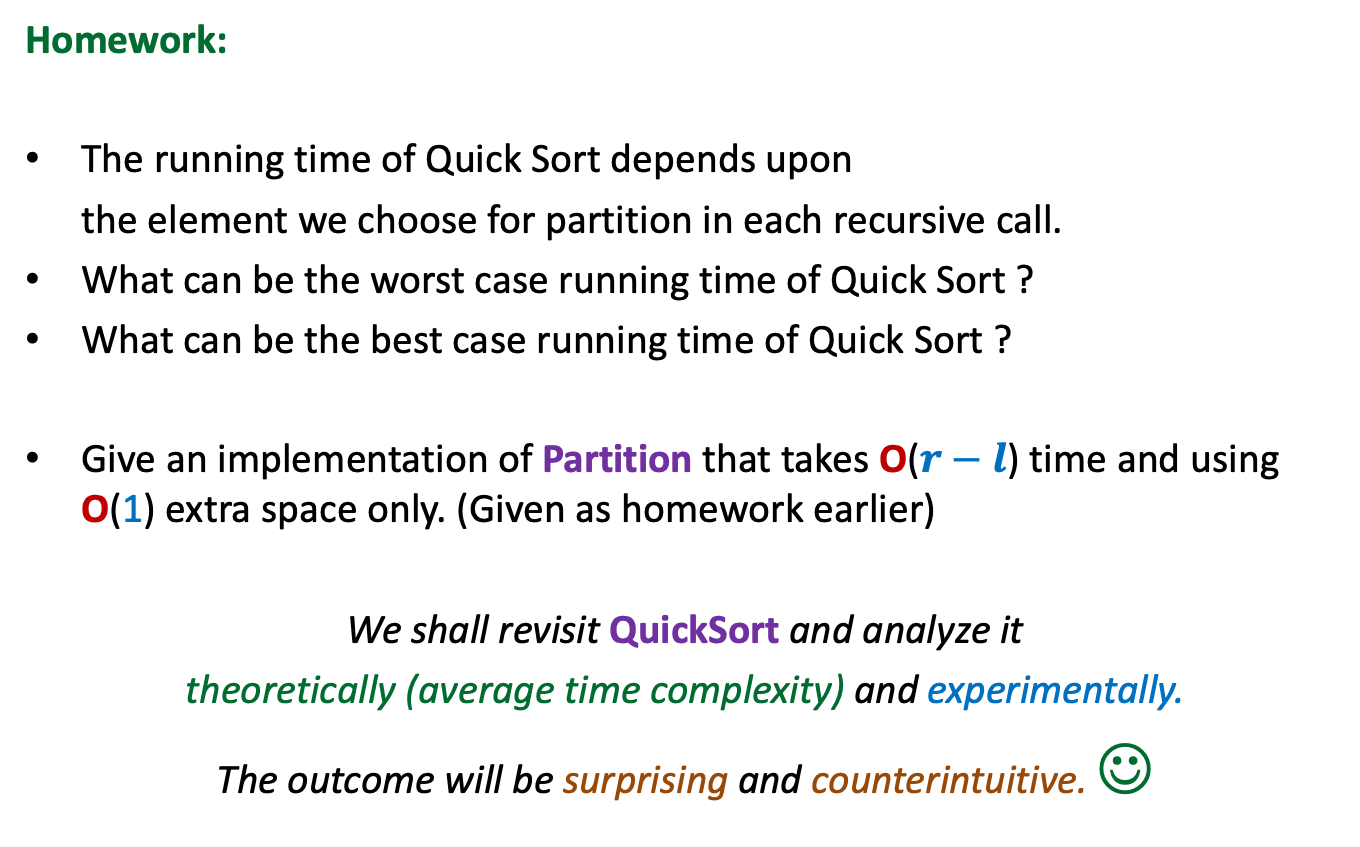 Homework:
• The running time of Quick Sort depends upon
the element we choose for partition in each recursive call.
• What can be the worst case running time of Quick Sort ?
• What can be the best case running time of Quick Sort ?
• Give an implementation of Partition that takes O(r − l) time and using
O(1) extra space only. (Given as homework earlier)
We shall revisit QuickSort and analyze it
theoretically (average time complexity) and experimentally.
The outcome will be surprising and counterintuitive. ☺